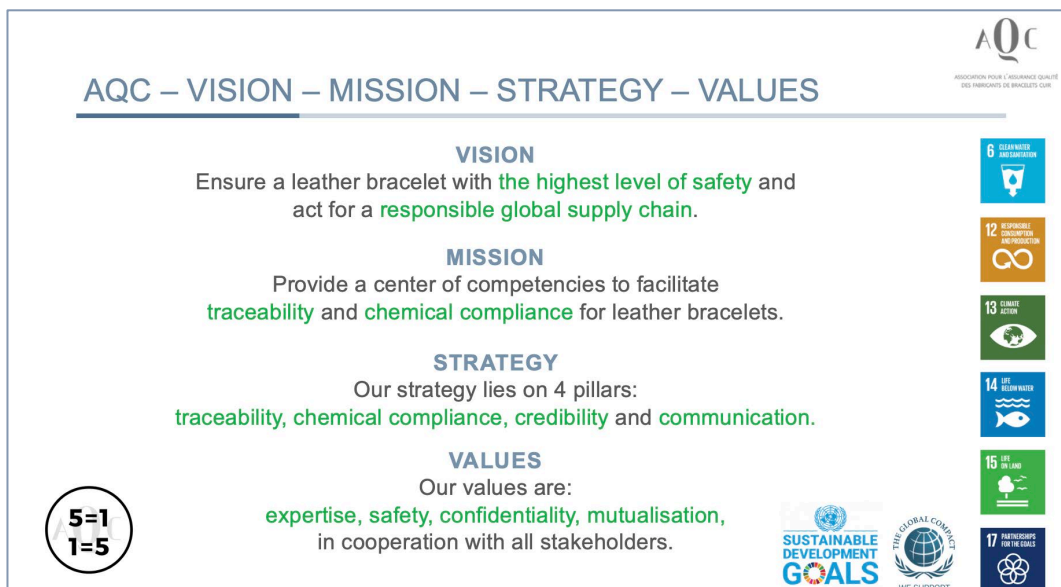 AQC
ASSOCIATION POUR L'ASSURANCE QUALITÉ
DES FABRICANTS DE BRACELETS CUIR
AQC – VISION – MISSION – STRATEGY – VALUES
VISION
Ensure a leather bracelet with the highest level of safety and
act for a responsible global supply chain.
MISSION
Provide a center of competencies to facilitate
traceability and chemical compliance for leather bracelets.
STRATEGY
Our strategy lies on 4 pillars:
traceability, chemical compliance, credibility and communication.
VALUES
Our values are:
expertise, safety, confidentiality, mutualisation,
in cooperation with all stakeholders.
6 CLEAN WATER
AND SANITATION
12 RESPONSIBLE
CONSUMPTION
AND PRODUCTION
13 CLIMATE
ACTION
14 LIFE
BELOW WATER
15 LIFE
ON LAND
17 PARTNERSHIPS
FOR THE GOALS
AQC
5=1
1=5
SUSTAINABLE
DEVELOPMENT
GOALS
THE GLOBAL COMPACT
WE SUPPORT